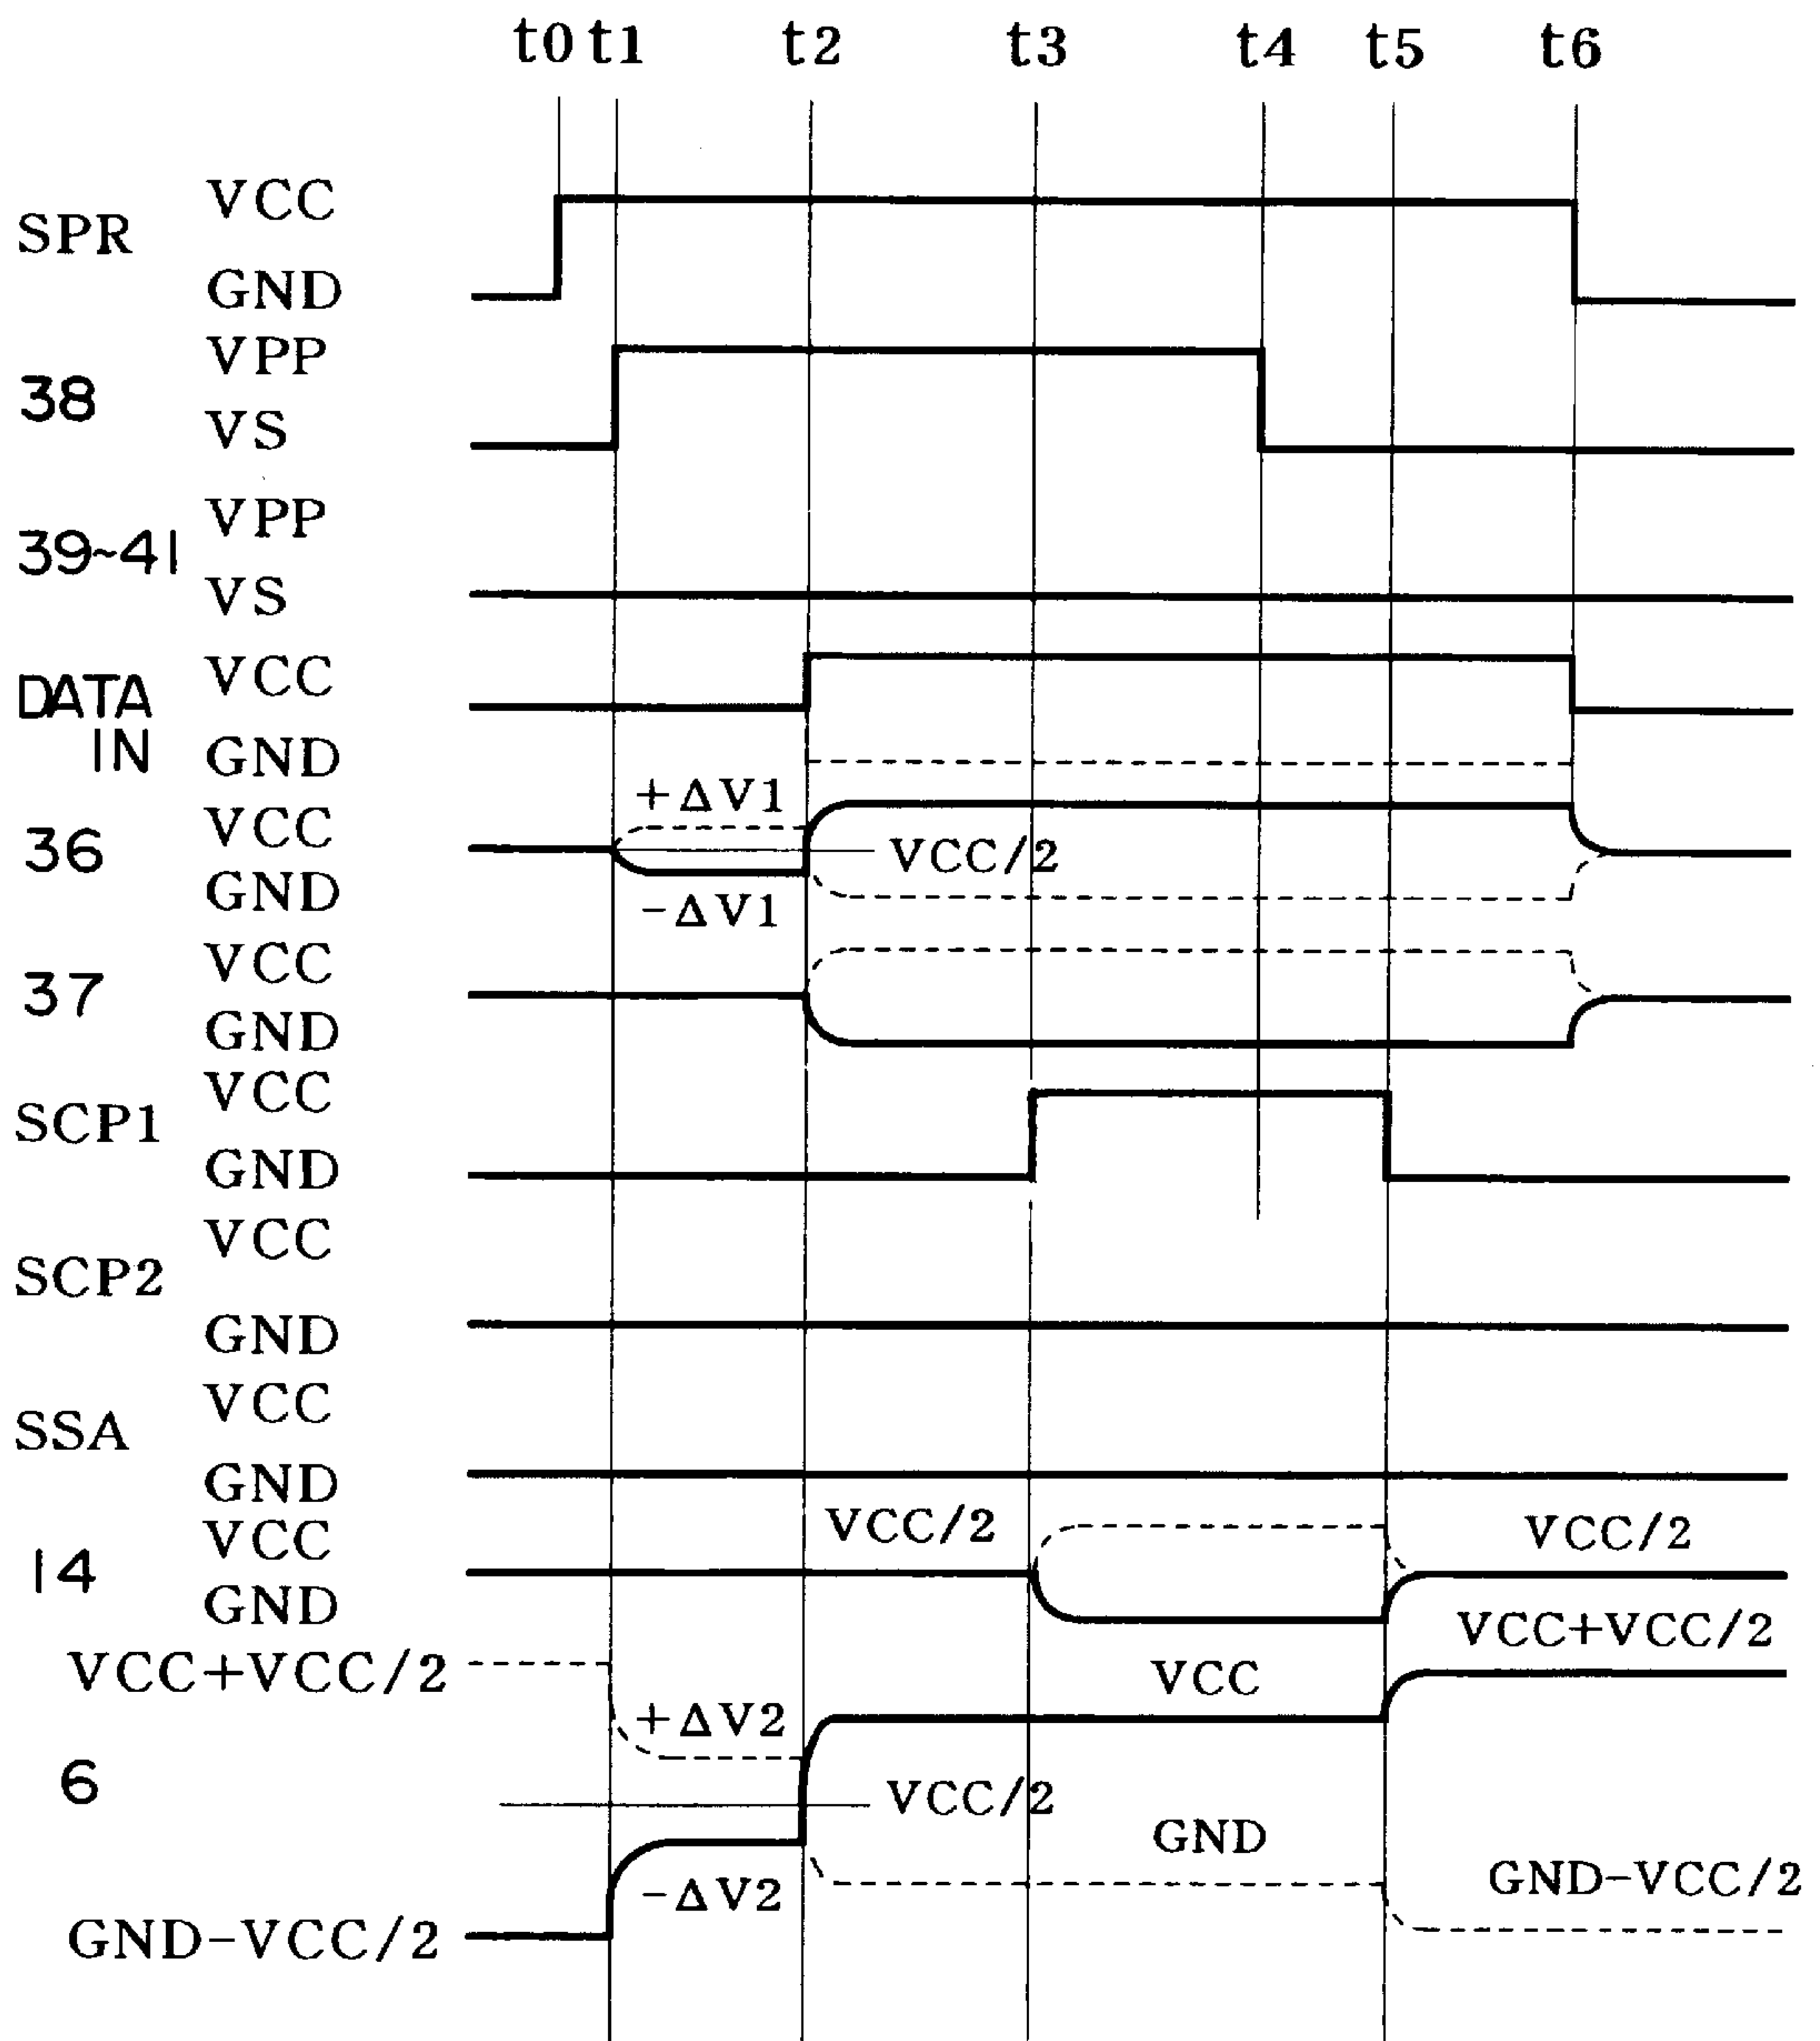 t0 t1 t2 t3 t4 t5 t6
SPR VCC
GND
38 VPP
VS
39~41 VPP
VS
DATA IN VCC
GND
+ΔV1
36 VCC
VCC/2
GND
-ΔV1
37 VCC
GND
SCP1 VCC
GND
SCP2 VCC
GND
SSA VCC
GND
VCC/2 VCC/2
14 VCC
GND
VCC+VCC/2
VCC+VCC/2 VCC
+ΔV2
6 VCC/2
GND
-ΔV2 GND-VCC/2
GND-VCC/2